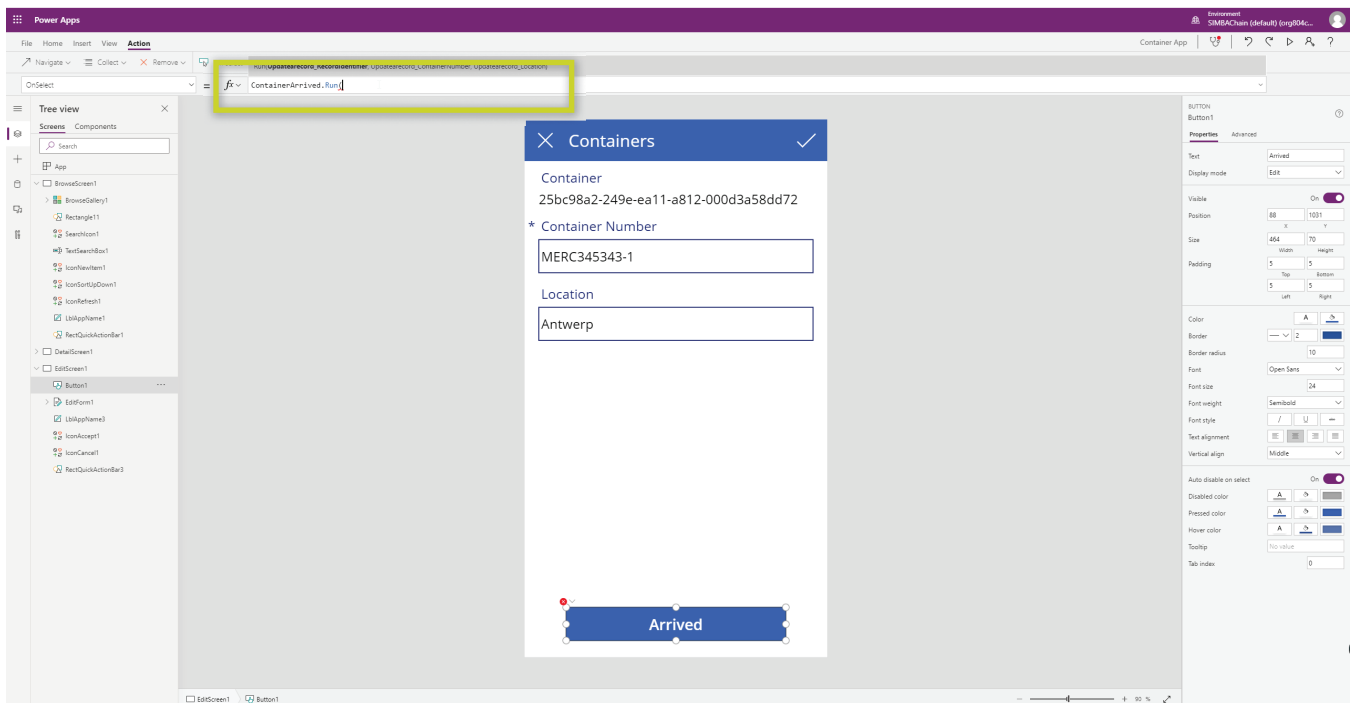 Power Apps
Environment
SIMBAChain (default) (org804c...
File Home Insert View Action
Container App
?
Navigate Collect Remove
Run(Updatearecord_RecordIdentifier, Updatearecord_ContainerNumber, Updatearecord_Location)
OnSelect = fx ContainerArrived.Run(
Tree view
Screens Components
Search
App
BrowseScreen1
BrowseGallery1
Rectangle11
SearchIcon1
TextSearchBox1
IconNewItem1
IconSortUpDown1
IconRefresh1
LblAppName1
RectQuickActionBar1
DetailScreen1
EditScreen1
Button1 ...
EditForm1
LblAppName3
IconAccept1
IconCancel1
RectQuickActionBar3
Containers
Container
25bc98a2-249e-ea11-a812-000d3a58dd72
* Container Number
MERC345343-1
Location
Antwerp
Arrived
BUTTON
Button1
Properties Advanced
Text Arrived
Display mode Edit
Visible On
Position 88 1031
X Y
Size 464 70
Width Height
Padding 5 5
Top Bottom
5 5
Left Right
Color A
Border 2
Border radius 10
Font Open Sans
Font size 24
Font weight Semibold
Font style / U
Text alignment
Vertical align Middle
Auto disable on select On
Disabled color A
Pressed color A
Hover color A
Tooltip No value
Tab index 0
EditScreen1 Button1
− + 90 %